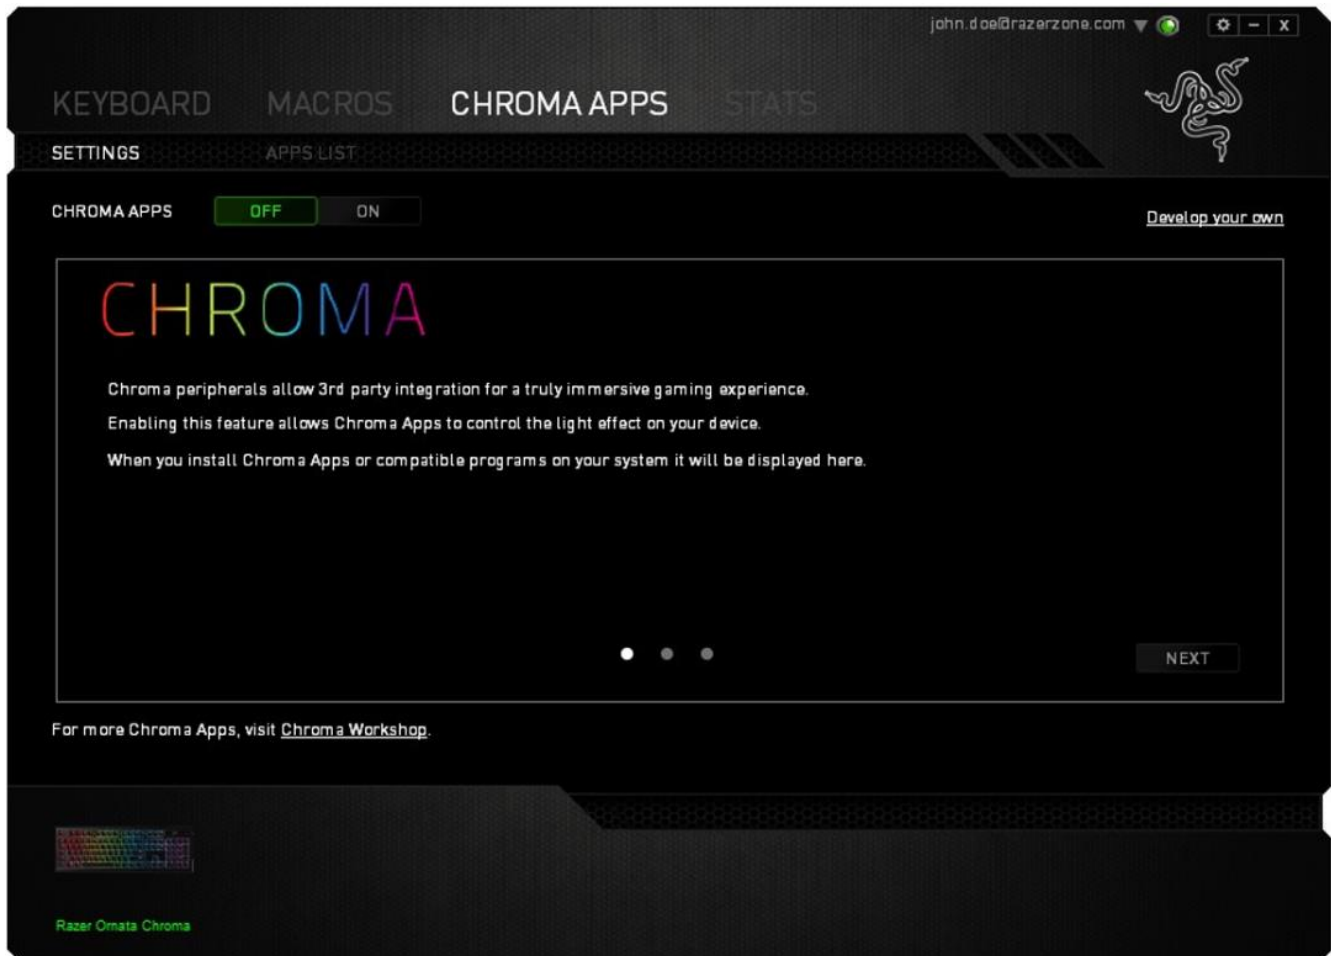 john.doe@razerzone.com
X
KEYBOARD MACROS CHROMA APPS STATS
SETTINGS APPS LIST
CHROMA APPS OFF ON
Develop your own
CHROMA
Chroma peripherals allow 3rd party integration for a truly immersive gaming experience.
Enabling this feature allows Chroma Apps to control the light effect on your device.
When you install Chroma Apps or compatible programs on your system it will be displayed here.
NEXT
For more Chroma Apps, visit Chroma Workshop.
Razer Ornata Chroma